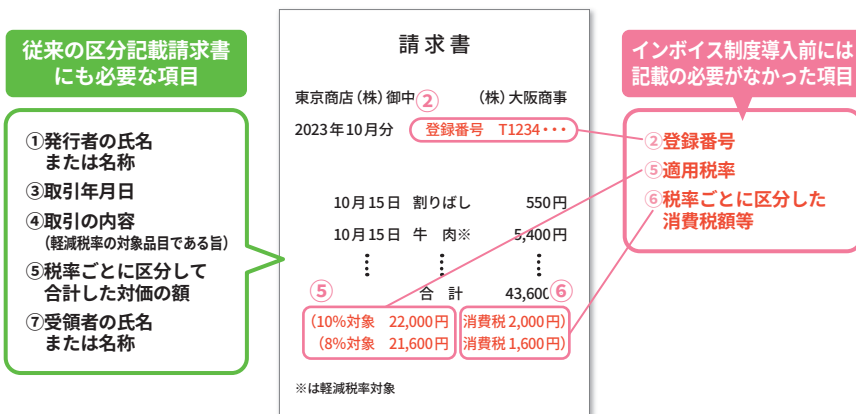 従来の区分記載請求書
にも必要な項目
①発行者の氏名
または名称
③取引年月日
④取引の内容
(軽減税率の対象品目である旨)
⑤税率ごとに区分して
合計した対価の額
⑦受領者の氏名
または名称
請求書
東京商店(株)御中 ② (株)大阪商事
2023年10月分 登録番号 T1234・・・
10月15日 割りばし 550円
10月15日 牛 肉※ 5,400円
⑤ 合 計 43,600 ⑥
(10%対象 22,000円 消費税 2,000円)
(8%対象 21,600円 消費税 1,600円)
※は軽減税率対象
インボイス制度導入前には
記載の必要がなかった項目
②登録番号
⑤適用税率
⑥税率ごとに区分した
消費税額等